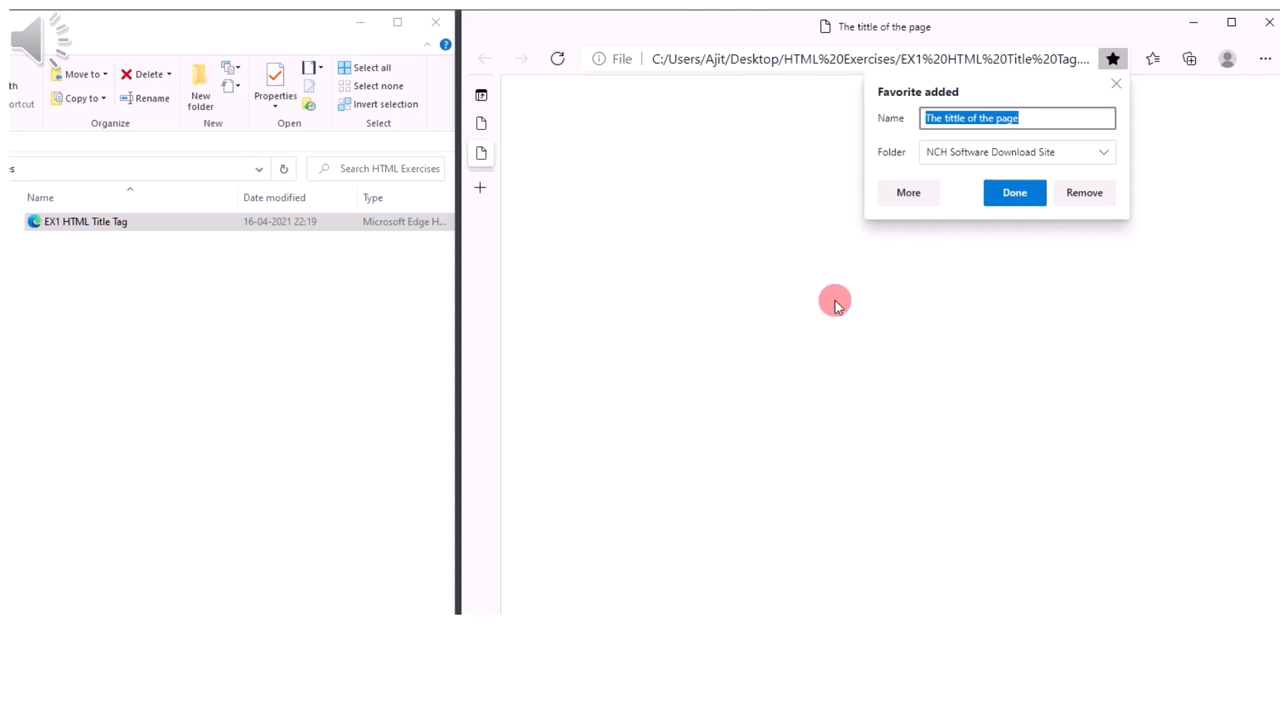 The tittle of the page
File
C:/Users/Ajit/Desktop/HTML%20Exercises/EX1%20HTML%20Title%20Tag....
Move to
Delete
Copy to
Rename
New
folder
Properties
Select all
Select none
Invert selection
Organize
New
Open
Select
Search HTML Exercises
Name
Date modified
Type
EX1 HTML Title Tag
16-04-2021 22:19
Microsoft Edge H...
Favorite added
Name
The tittle of the page
Folder
NCH Software Download Site
More
Done
Remove